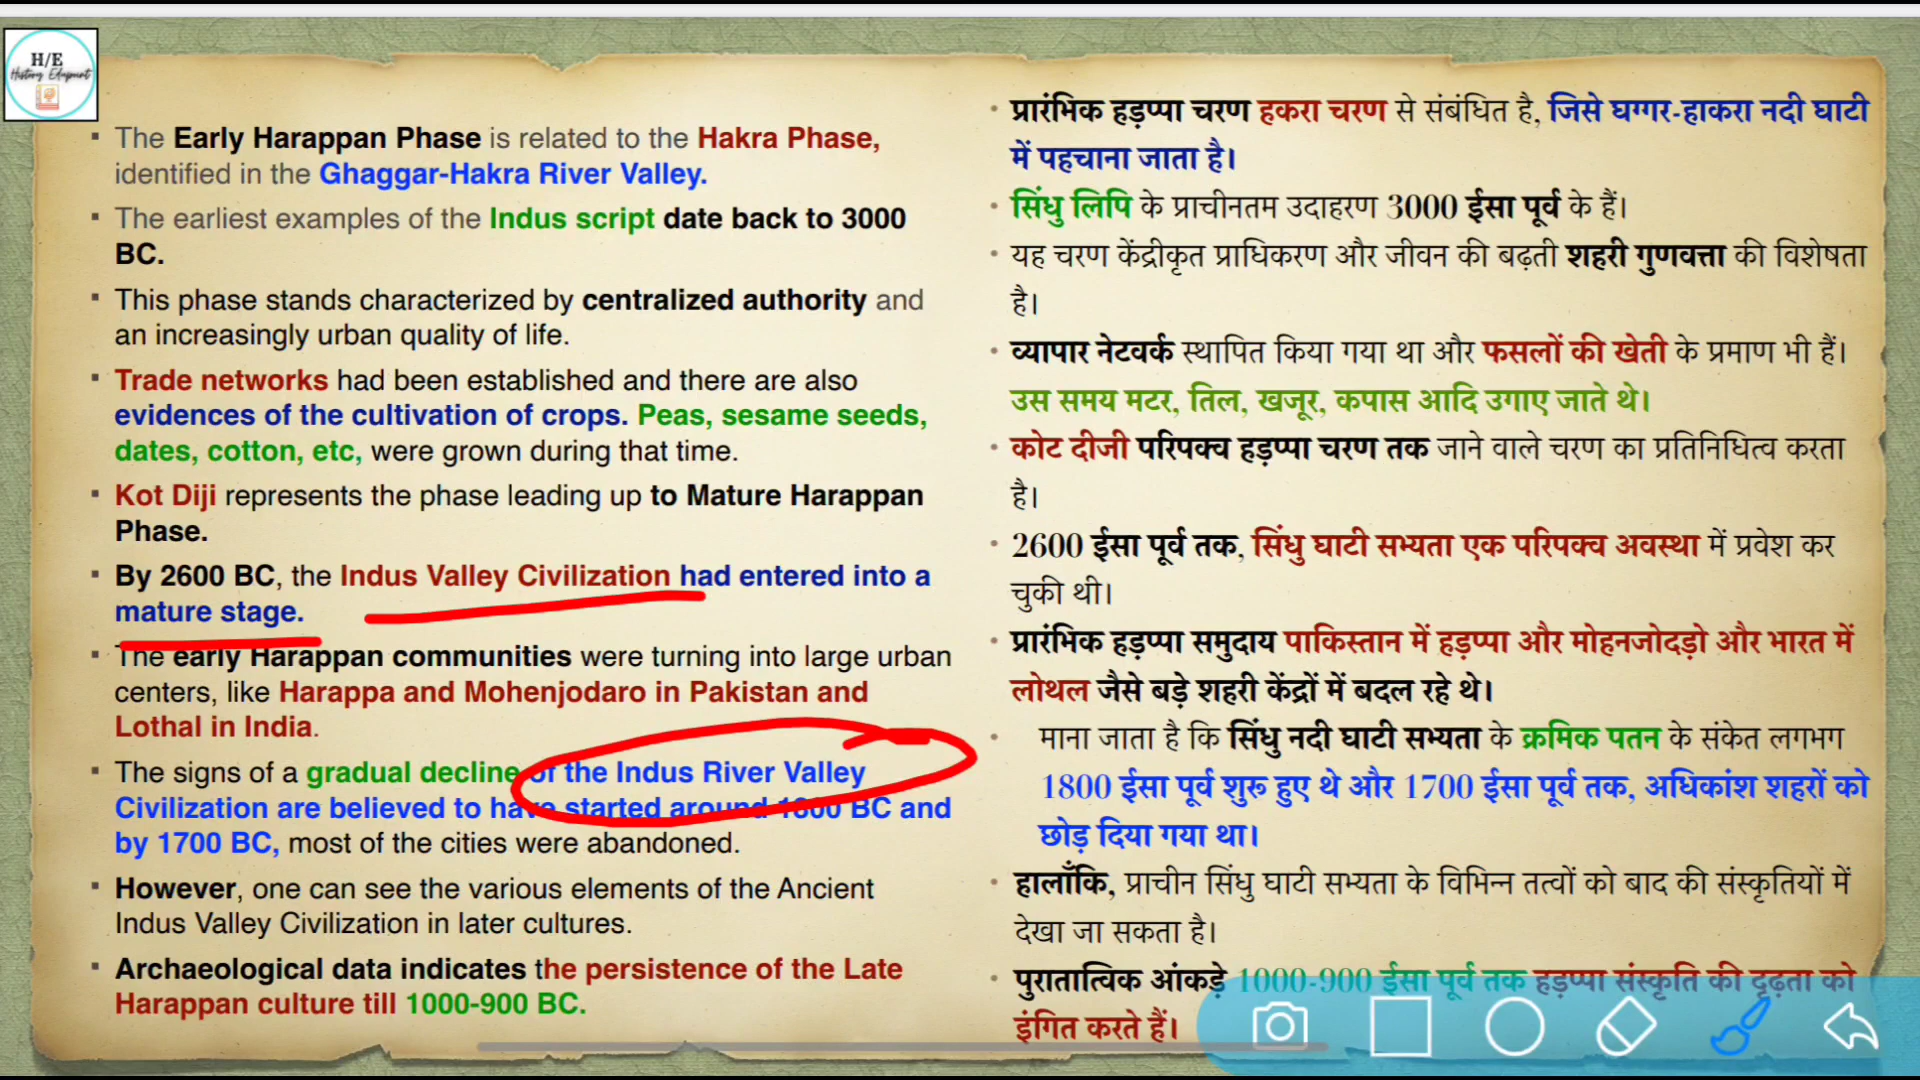 H/E
History Edupoint
The Early Harappan Phase is related to the Hakra Phase,
identified in the Ghaggar-Hakra River Valley.
The earliest examples of the Indus script date back to 3000
BC.
This phase stands characterized by centralized authority and
an increasingly urban quality of life.
Trade networks had been established and there are also
evidences of the cultivation of crops. Peas, sesame seeds,
dates, cotton, etc, were grown during that time.
Kot Diji represents the phase leading up to Mature Harappan
Phase.
By 2600 BC, the Indus Valley Civilization had entered into a
mature stage.
The early Harappan communities were turning into large urban
centers, like Harappa and Mohenjodaro in Pakistan and
Lothal in India.
The signs of a gradual decline of the Indus River Valley
Civilization are believed to have started around 1800 BC and
by 1700 BC, most of the cities were abandoned.
However, one can see the various elements of the Ancient
Indus Valley Civilization in later cultures.
Archaeological data indicates the persistence of the Late
Harappan culture till 1000-900 BC.
प्रारंभिक हड़प्पा चरण हकरा चरण से संबंधित है, जिसे घग्गर-हाकरा नदी घाटी
में पहचाना जाता है।
सिंधु लिपि के प्राचीनतम उदाहरण 3000 ईसा पूर्व के हैं।
यह चरण केंद्रीकृत प्राधिकरण और जीवन की बढ़ती शहरी गुणवत्ता की विशेषता
है।
व्यापार नेटवर्क स्थापित किया गया था और फसलों की खेती के प्रमाण भी हैं।
उस समय मटर, तिल, खजूर, कपास आदि उगाए जाते थे।
कोट दीजी परिपक्व हड़प्पा चरण तक जाने वाले चरण का प्रतिनिधित्व करता
है।
2600 ईसा पूर्व तक, सिंधु घाटी सभ्यता एक परिपक्व अवस्था में प्रवेश कर
चुकी थी।
प्रारंभिक हड़प्पा समुदाय पाकिस्तान में हड़प्पा और मोहनजोदड़ो और भारत में
लोथल जैसे बड़े शहरी केंद्रों में बदल रहे थे।
माना जाता है कि सिंधु नदी घाटी सभ्यता के क्रमिक पतन के संकेत लगभग
1800 ईसा पूर्व शुरू हुए थे और 1700 ईसा पूर्व तक, अधिकांश शहरों को
छोड़ दिया गया था।
हालाँकि, प्राचीन सिंधु घाटी सभ्यता के विभिन्न तत्वों को बाद की संस्कृतियों में
देखा जा सकता है।
पुरातात्विक आंकड़े 1000-900 ईसा पूर्व तक हड़प्पा संस्कृति की दृढ़ता को
इंगित करते हैं।